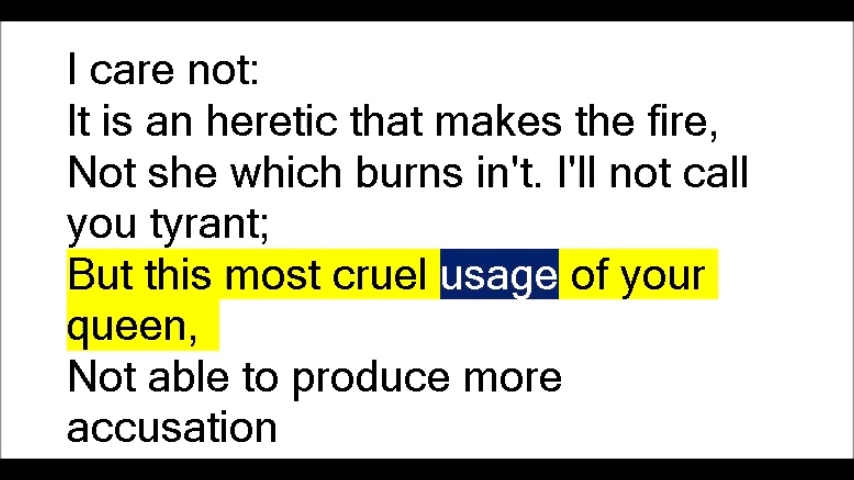 I care not:
It is an heretic that makes the fire,
Not she which burns in't. I'll not call
you tyrant;
But this most cruel usage of your
queen,
Not able to produce more
accusation